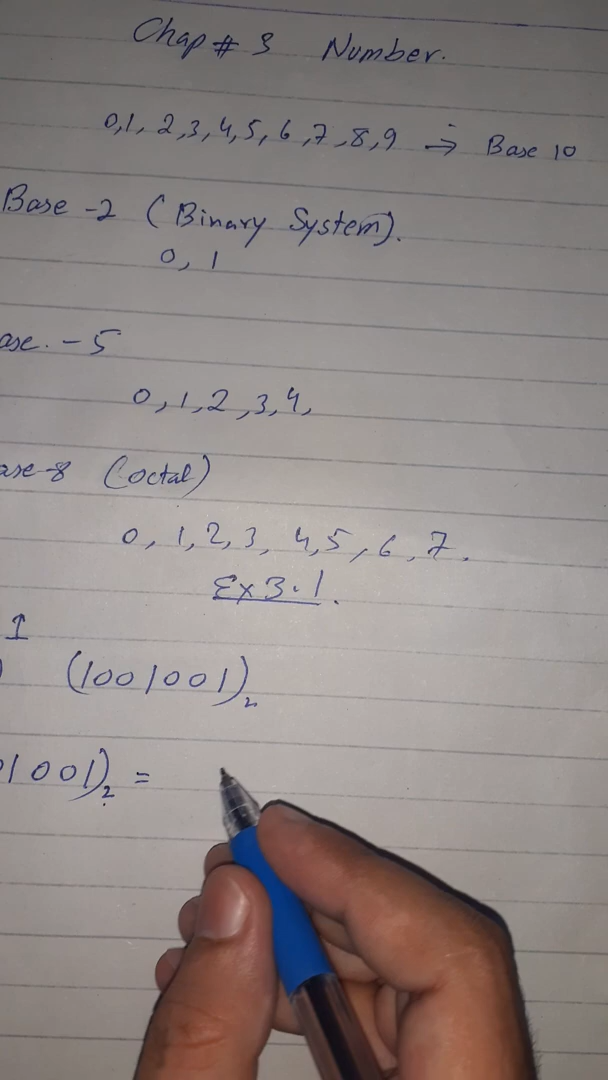 Chap # 3 Number.
0,1, 2,3,4,5, 6,7,8,9 ⇒ Base 10
Base -2 (Binary System).
0, 1
ase. -5
0,1,2,3,4,
ase-8 (octal)
0, 1,2,3, 4,5,6,7.
Ex 3.1.
1
) (1001001)₂
01001)₂ =